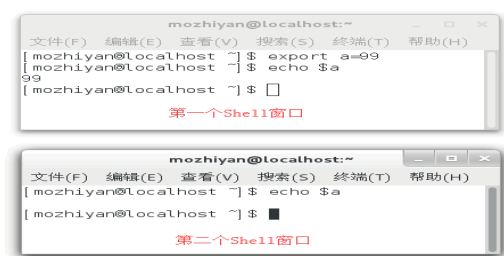 mozhiyan@localhost:~
文件(F) 编辑(E) 查看(V) 搜索(S) 终端(T) 帮助(H)
[mozhiyan@localhost ~]$ export a=99
[mozhiyan@localhost ~]$ echo $a
99
[mozhiyan@localhost ~]$
第一个Shell窗口
mozhiyan@localhost:~
文件(F) 编辑(E) 查看(V) 搜索(S) 终端(T) 帮助(H)
[mozhiyan@localhost ~]$ echo $a
[mozhiyan@localhost ~]$
第二个Shell窗口